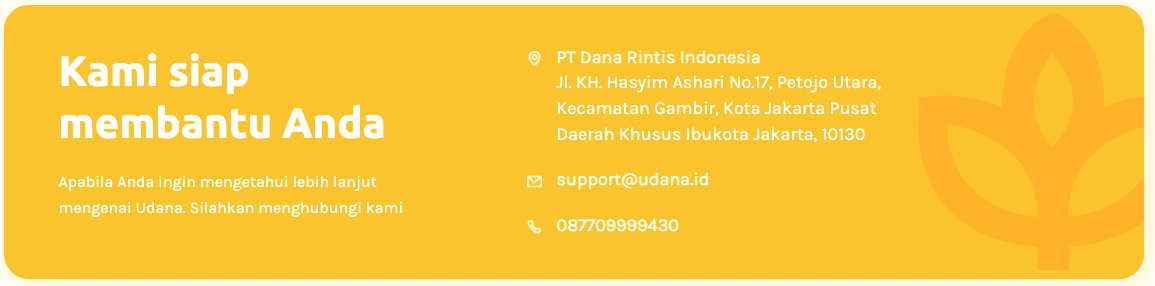 Kami siap
membantu Anda
Apabila Anda ingin mengetahui lebih lanjut
mengenai Udana. Silahkan menghubungi kami
PT Dana Rintis Indonesia
Jl. KH. Hasyim Ashari No.17, Petojo Utara,
Kecamatan Gambir, Kota Jakarta Pusat
Daerah Khusus Ibukota Jakarta, 10130
support@udana.id
087709999430